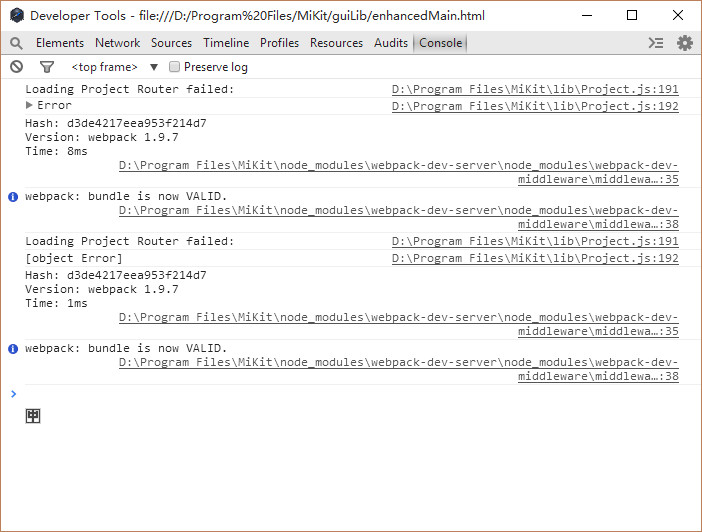 Developer Tools - file:///D:/Program%20Files/MiKit/guiLib/enhancedMain.html
Elements Network Sources Timeline Profiles Resources Audits Console
<top frame> Preserve log
Loading Project Router failed: D:\Program Files\MiKit\lib\Project.js:191
Error D:\Program Files\MiKit\lib\Project.js:192
Hash: d3de4217eea953f214d7
Version: webpack 1.9.7
Time: 8ms
D:\Program Files\MiKit\node_modules\webpack-dev-server\node_modules\webpack-dev-
middleware\middlewa…:35
webpack: bundle is now VALID.
D:\Program Files\MiKit\node_modules\webpack-dev-server\node_modules\webpack-dev-
middleware\middlewa…:38
Loading Project Router failed: D:\Program Files\MiKit\lib\Project.js:191
[object Error] D:\Program Files\MiKit\lib\Project.js:192
Hash: d3de4217eea953f214d7
Version: webpack 1.9.7
Time: 1ms
D:\Program Files\MiKit\node_modules\webpack-dev-server\node_modules\webpack-dev-
middleware\middlewa…:35
webpack: bundle is now VALID.
D:\Program Files\MiKit\node_modules\webpack-dev-server\node_modules\webpack-dev-
middleware\middlewa…:38
中